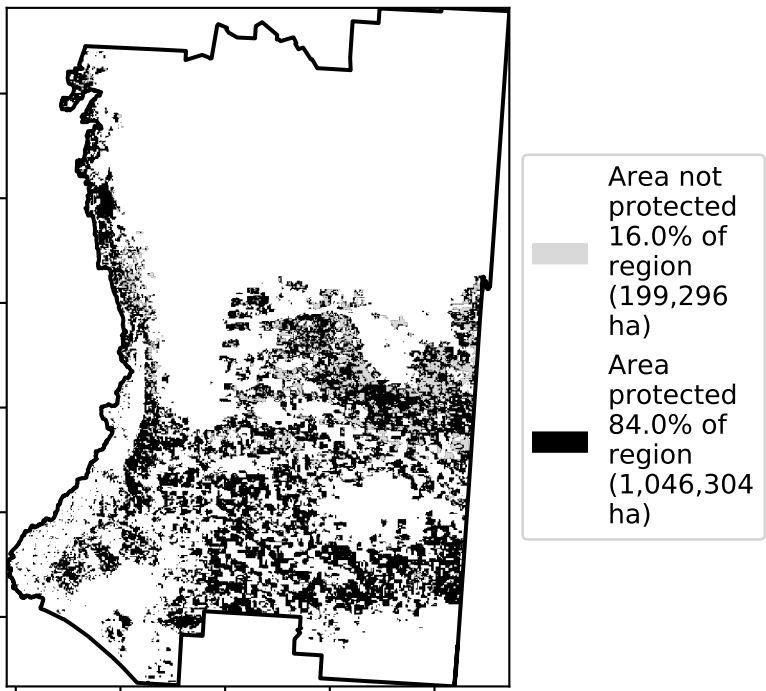 Area not
protected
16.0% of
region
(199,296
ha)
Area
protected
84.0% of
region
(1,046,304
ha)